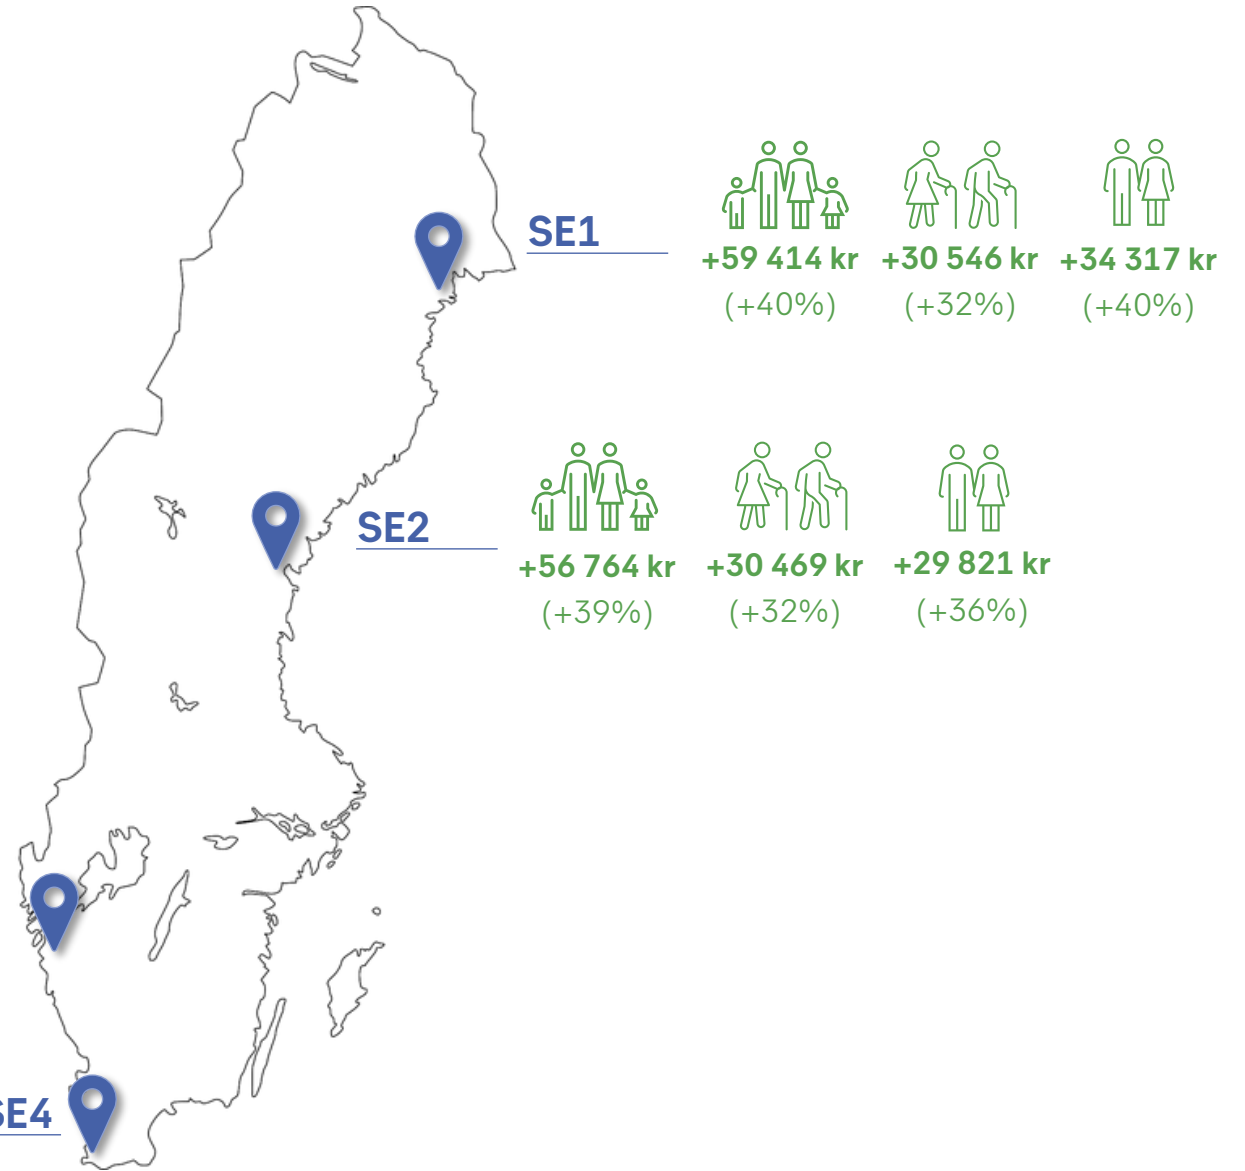 SE1
+59 414 kr +30 546 kr +34 317 kr
(+40%) (+32%) (+40%)
SE2
+56 764 kr +30 469 kr +29 821 kr
(+39%) (+32%) (+36%)
SE4